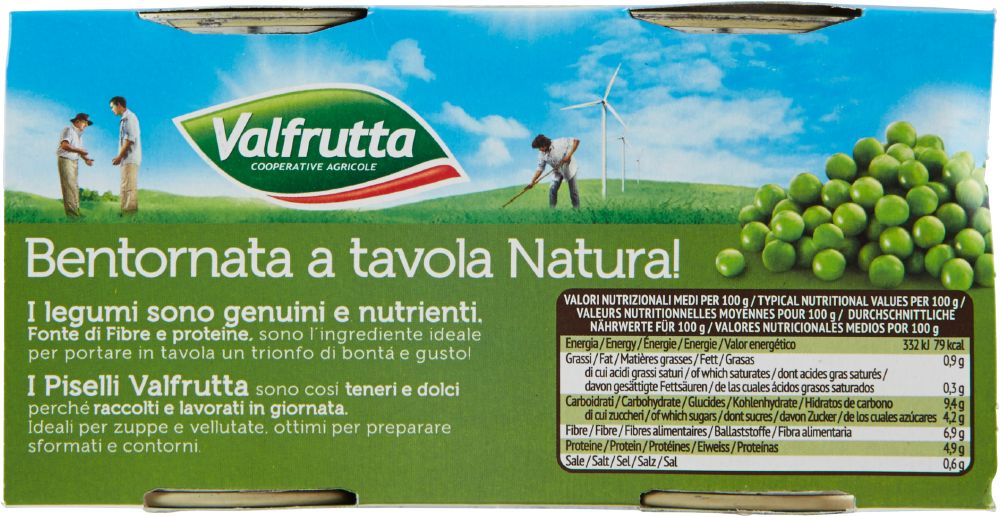 Valfrutta
COOPERATIVE AGRICOLE
Bentornata a tavola Natura!
I legumi sono genuini e nutrienti.
Fonte di Fibre e proteine, sono l'ingrediente ideale
per portare in tavola un trionfo di bontá e gusto!
I Piselli Valfrutta sono così teneri e dolci
perché raccolti e lavorati in giornata.
Ideali per zuppe e vellutate, ottimi per preparare
sformati e contorni.
VALORI NUTRIZIONALI MEDI PER 100 g / TYPICAL NUTRITIONAL VALUES PER 100 g /
VALEURS NUTRITIONNELLES MOYENNES POUR 100 g / DURCHSCHNITTLICHE
NÄHRWERTE FÜR 100 g / VALORES NUTRICIONALES MEDIOS POR 100 g
Energia / Energy / Énergie / Energie / Valor energético 332 kJ 79 kcal
Grassi / Fat / Matières grasses / Fett / Grasas 0,9 g
di cui acidi grassi saturi / of which saturates / dont acides gras saturés /
davon gesättigte Fettsäuren / de las cuales ácidos grasos saturados 0,3 g
Carboidrati / Carbohydrate / Glucides / Kohlenhydrate / Hidratos de carbono 9,4 g
di cui zuccheri / of which sugars / dont sucres / davon Zucker / de los cuales azúcares 4,2 g
Fibre / Fibre / Fibres alimentaires / Ballaststoffe / Fibra alimentaria 6,9 g
Proteine / Protein / Protéines / Eiweiss / Proteínas 4,9 g
Sale / Salt / Sel / Salz / Sal 0,6 g